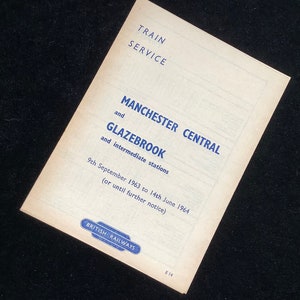 TRAIN
SERVICE
MANCHESTER CENTRAL
and
GLAZEBROOK
and intermediate stations
9th September 1963 to 14th June 1964
(or until further notice)
BRITISH RAILWAYS
E 14